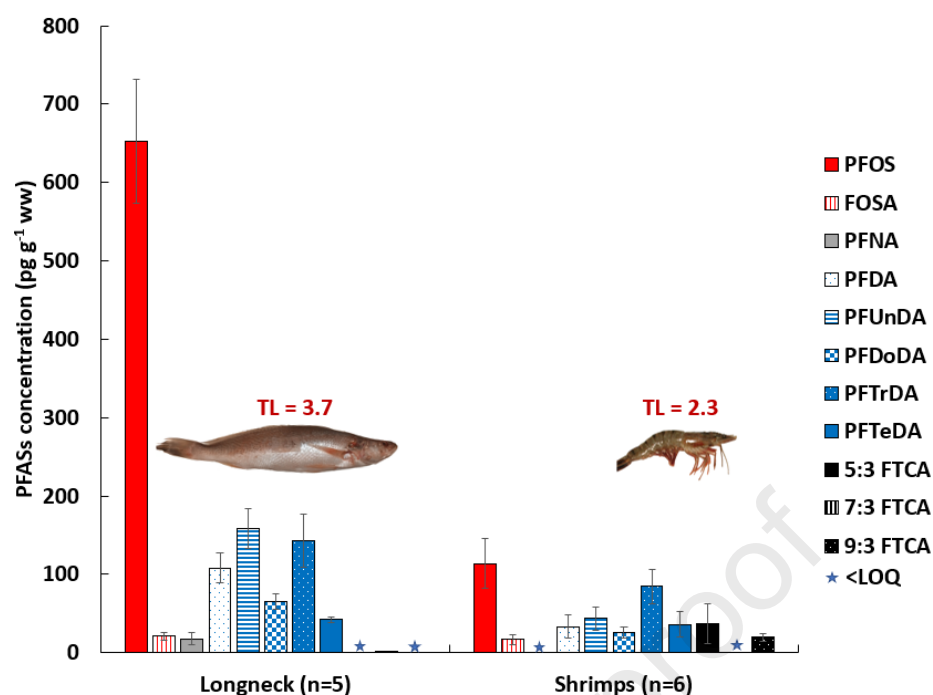 800
700
600
500
400
300
200
100
0
PFASs concentration (pg g⁻¹ ww)
TL = 3.7
TL = 2.3
Longneck (n=5)
Shrimps (n=6)
PFOS
FOSA
PFNA
PFDA
PFUnDA
PFDoDA
PFTrDA
PFTeDA
5:3 FTCA
7:3 FTCA
9:3 FTCA
<LOQ
proof